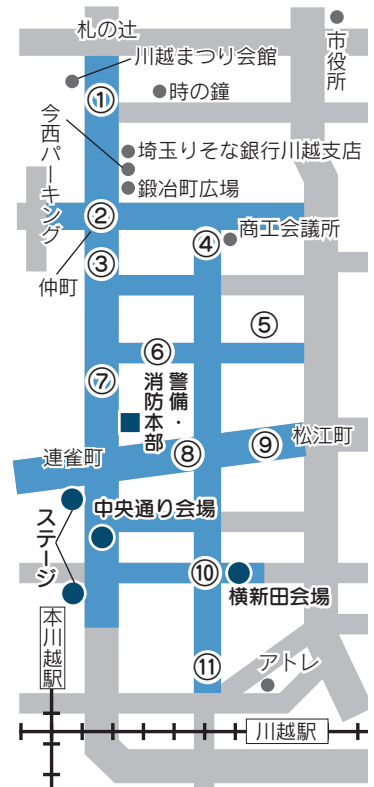 札の辻
川越まつり会館
市役所
①
時の鐘
今西パーキング
埼玉りそな銀行川越支店
鍛冶町広場
②
④
商工会議所
③
仲町
⑤
⑥
⑦
警備・
消防本部
松江町
⑨
⑧
連雀町
ステージ
中央通り会場
⑩
横新田会場
本川越駅
⑪
アトレ
川越駅